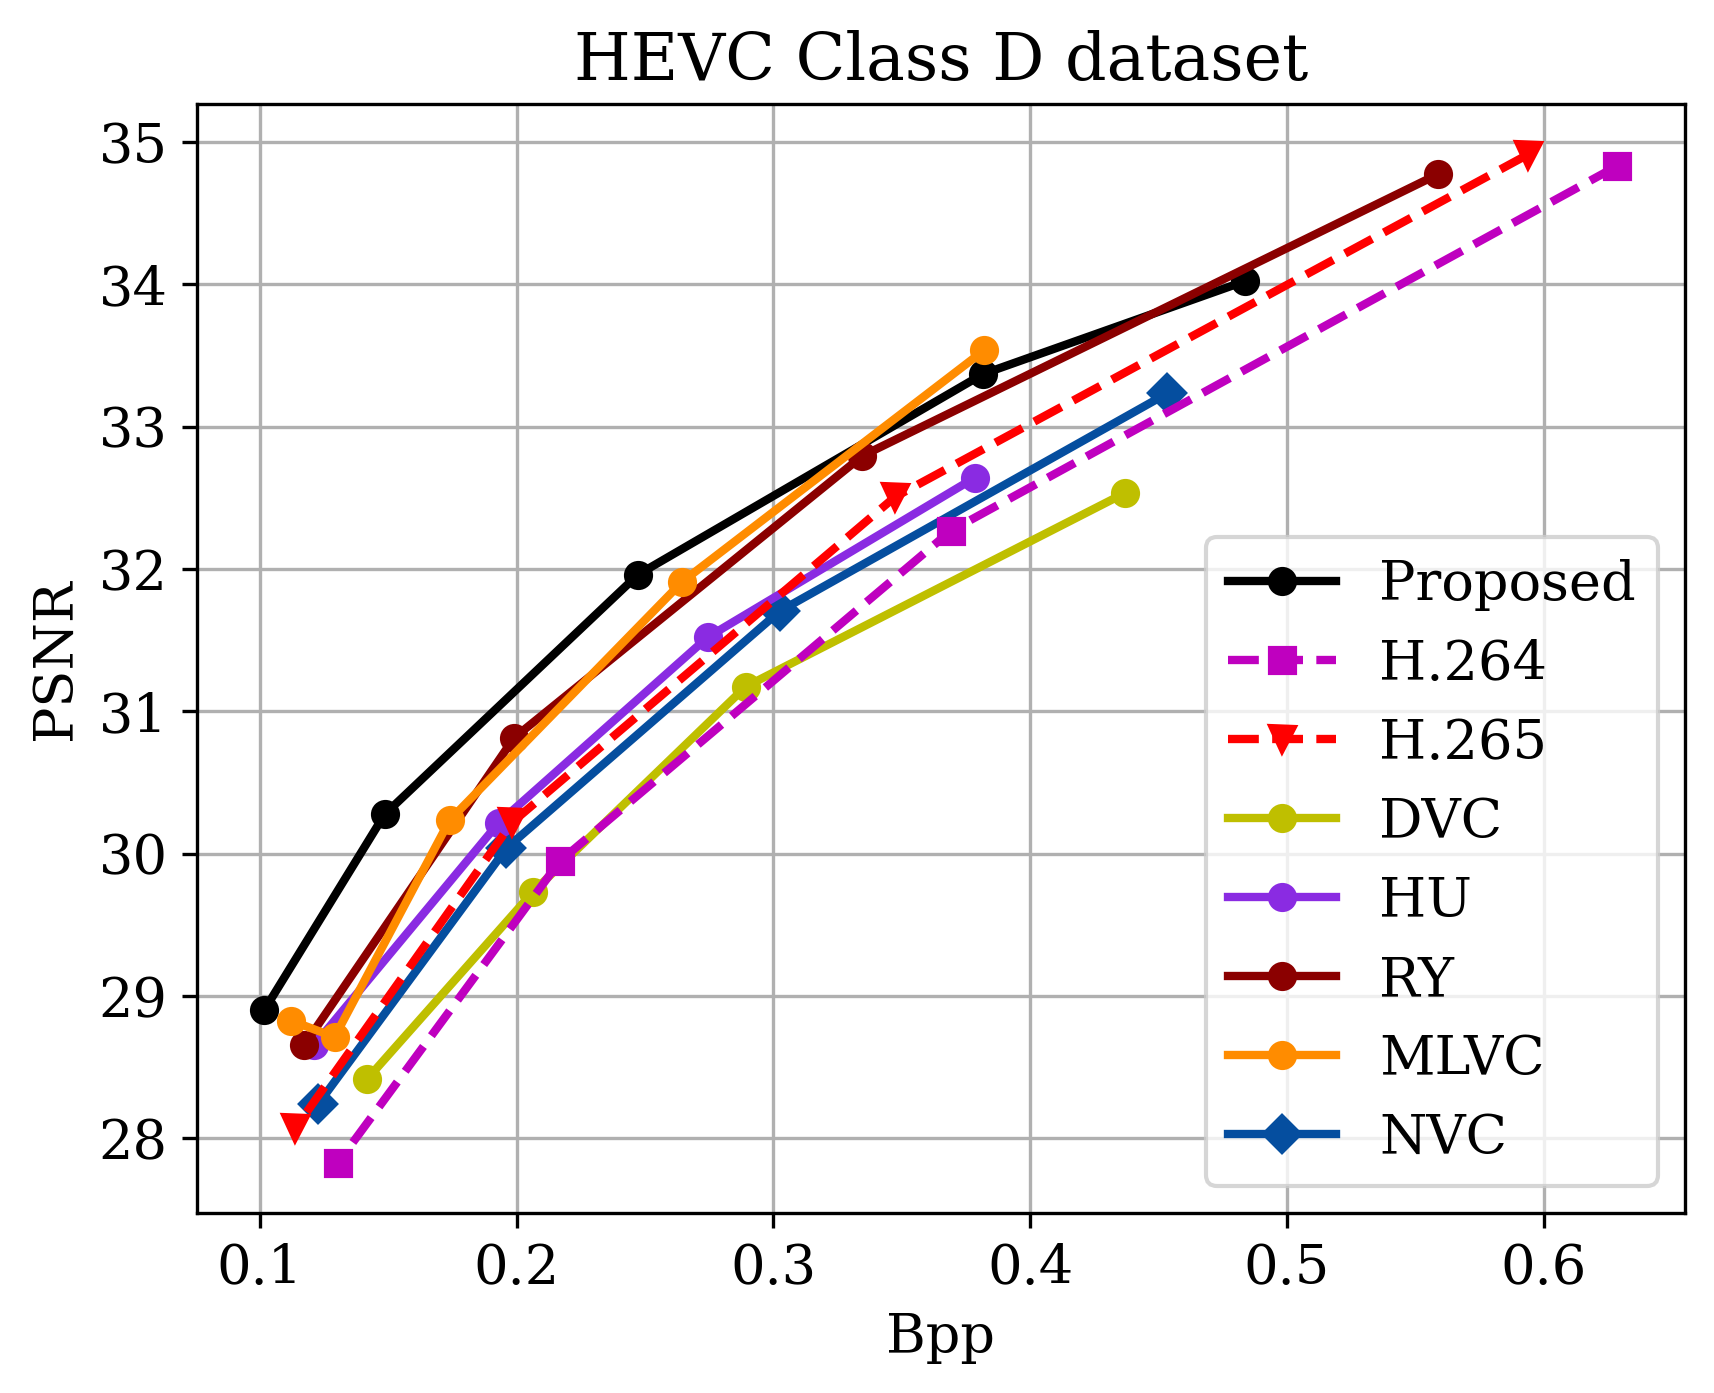 HEVC Class D dataset
35
34
33
32
31
30
29
28
PSNR
Proposed
H.264
H.265
DVC
HU
RY
MLVC
NVC
0.1 0.2 0.3 0.4 0.5 0.6
Bpp